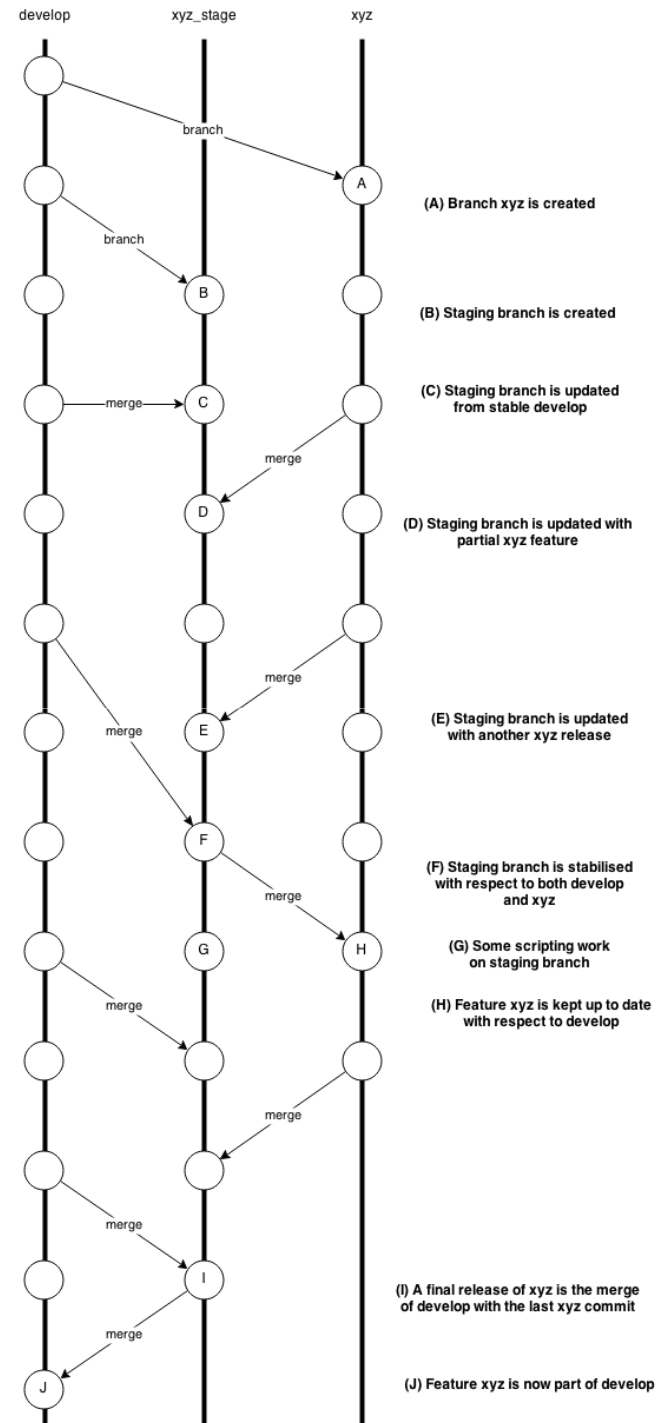 develop xyz_stage xyz
branch
A
(A) Branch xyz is created
branch
B
(B) Staging branch is created
merge
C
(C) Staging branch is updated
from stable develop
merge
D
(D) Staging branch is updated with
partial xyz feature
merge
E
(E) Staging branch is updated
with another xyz release
merge
F
(F) Staging branch is stabilised
with respect to both develop
and xyz
merge
G
H
(G) Some scripting work
on staging branch
merge
(H) Feature xyz is kept up to date
with respect to develop
merge
merge
I
(I) A final release of xyz is the merge
of develop with the last xyz commit
merge
J
(J) Feature xyz is now part of develop